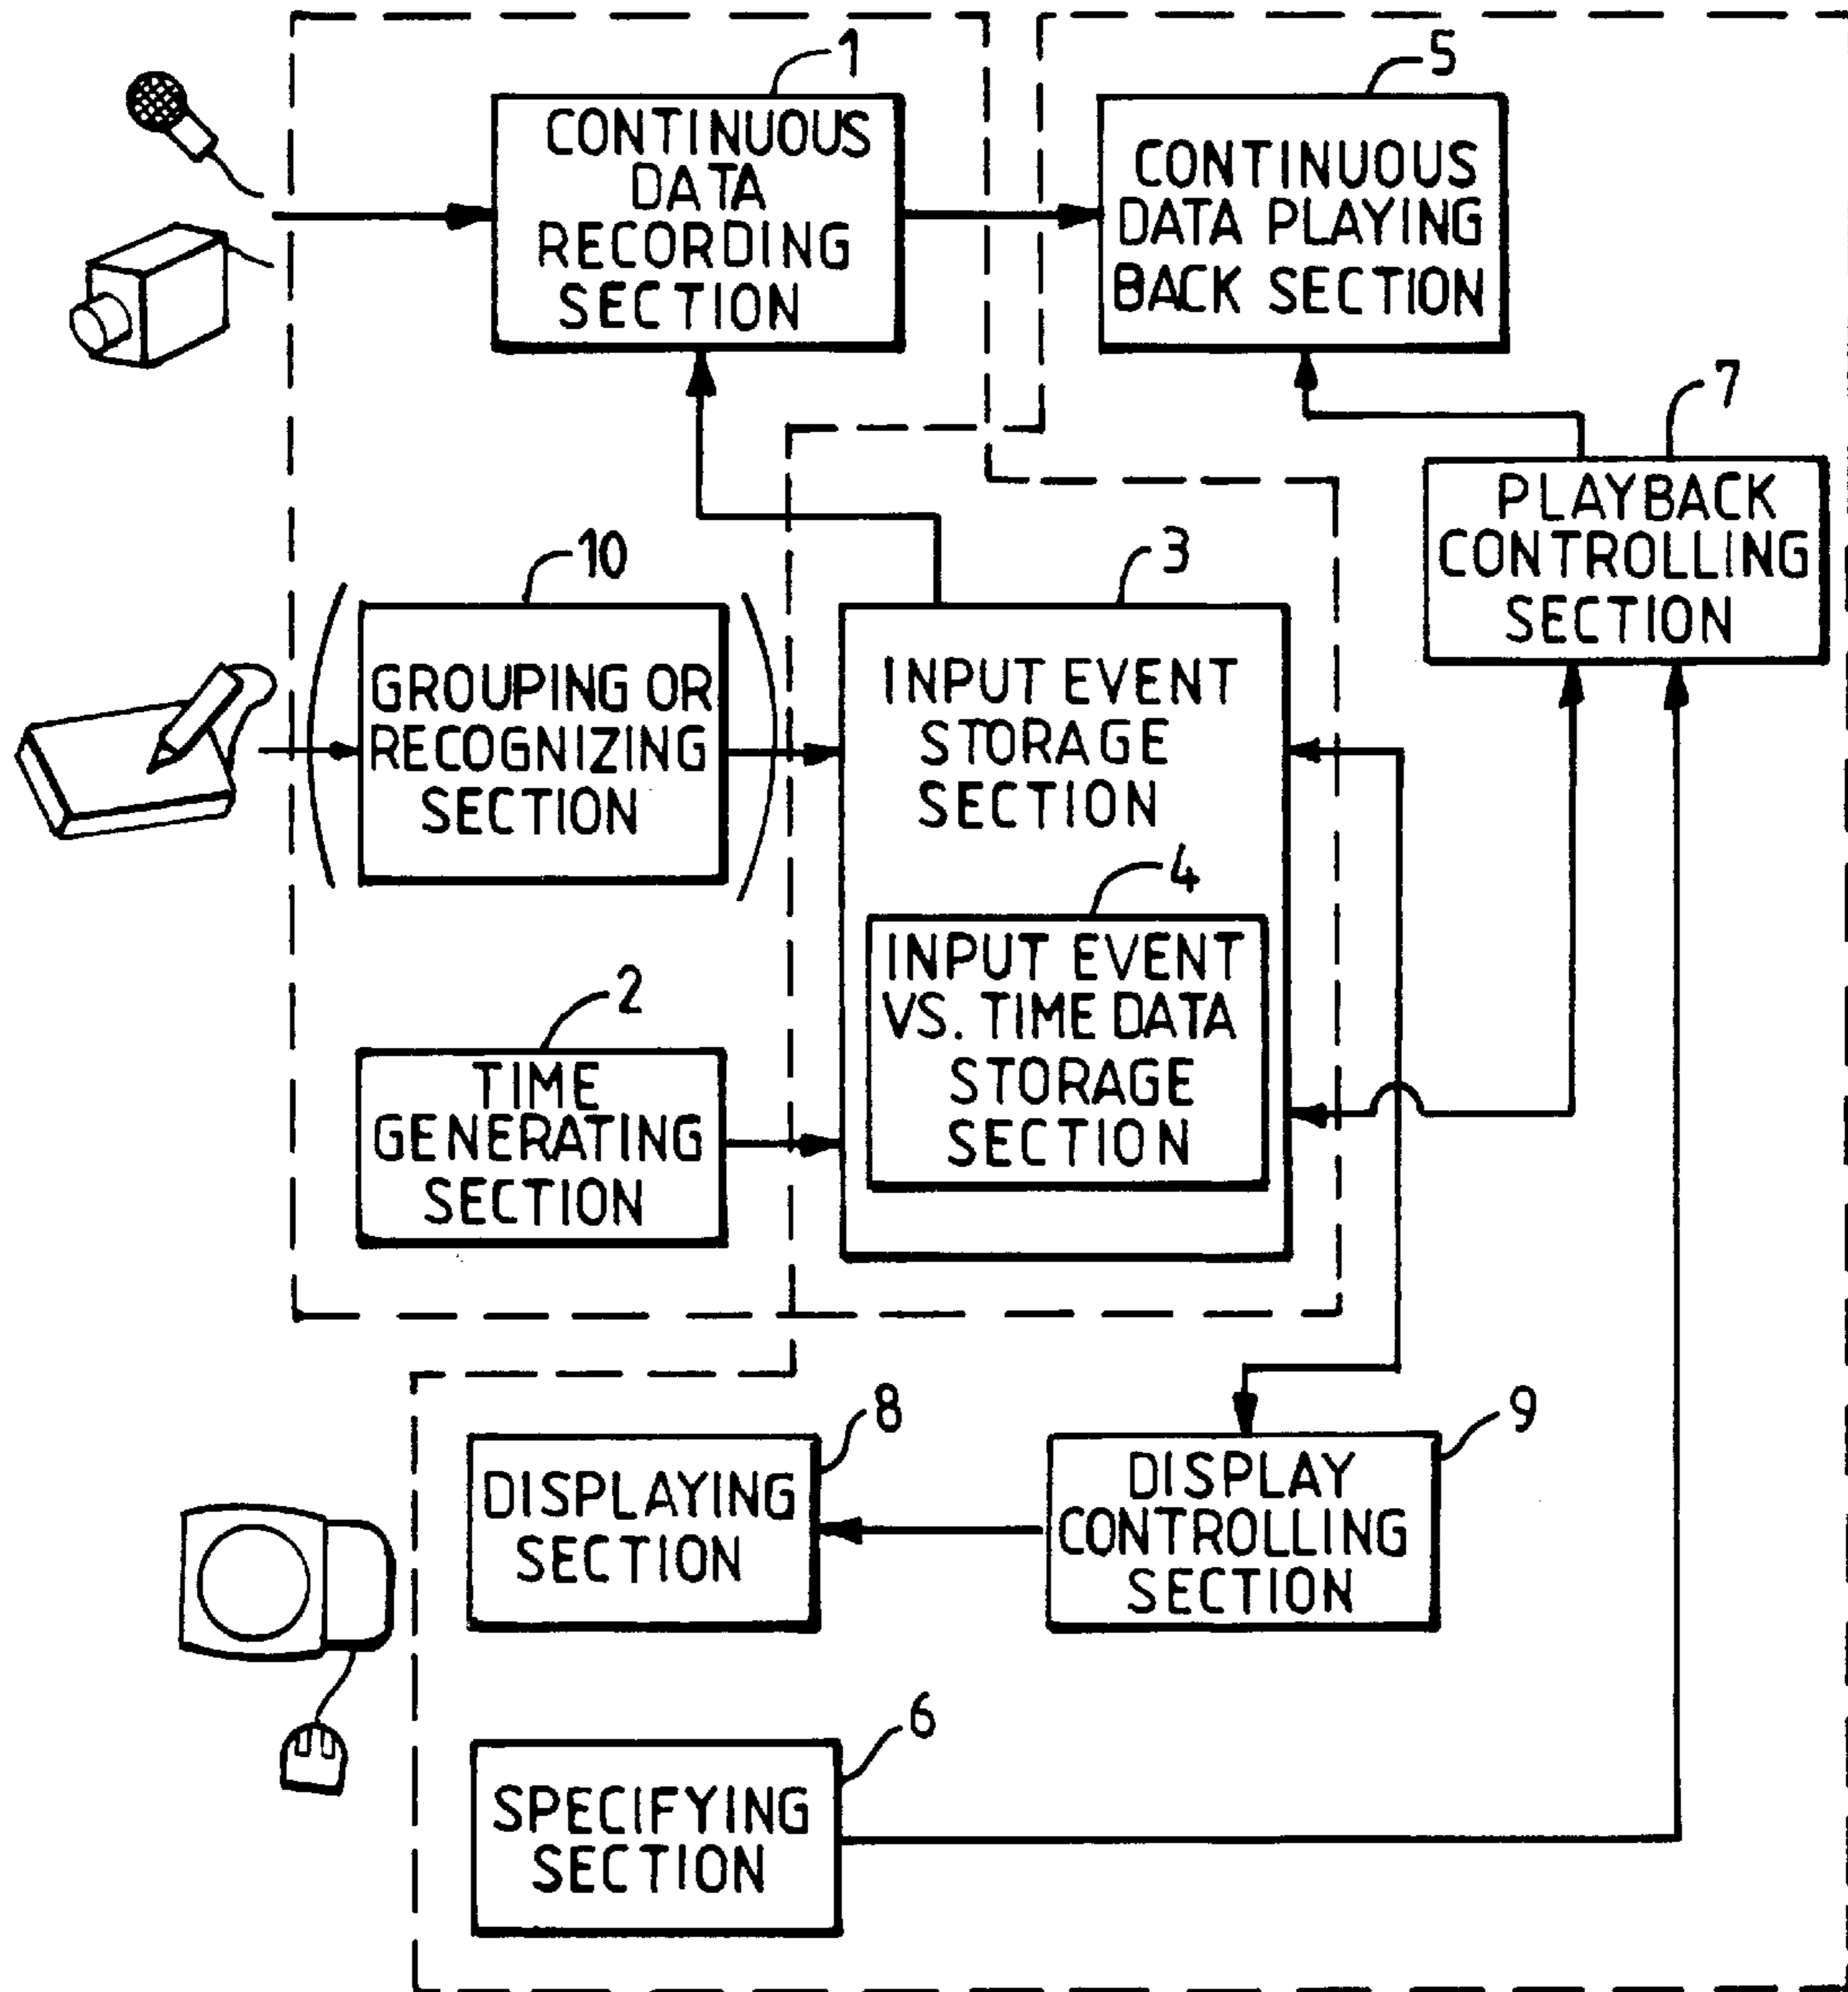 1
CONTINUOUS
DATA
RECORDING
SECTION
5
CONTINUOUS
DATA PLAYING
BACK SECTION
7
PLAYBACK
CONTROLLING
SECTION
10
GROUPING OR
RECOGNIZING
SECTION
3
INPUT EVENT
STORAGE
SECTION
4
INPUT EVENT
VS. TIME DATA
STORAGE
SECTION
2
TIME
GENERATING
SECTION
8
DISPLAYING
SECTION
9
DISPLAY
CONTROLLING
SECTION
6
SPECIFYING
SECTION